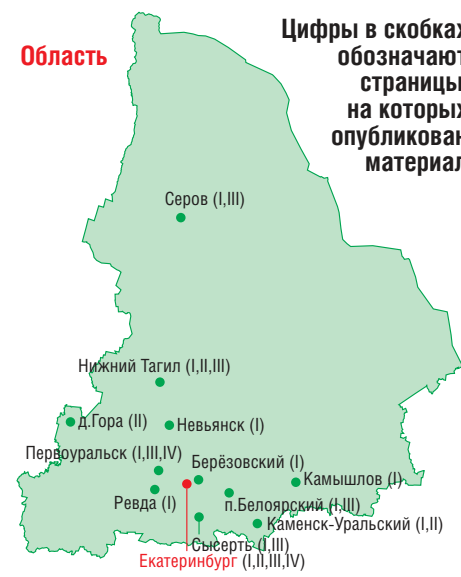 Область
Цифры в скобках
обозначают
страницы,
на которых
опубликован
материал
Серов (I,III)
Нижний Тагил (I,II,III)
д.Гора (II)
Невьянск (I)
Первоуральск (I,III,IV)
Берёзовский (I)
Камышлов (I)
Ревда (I)
п.Белоярский (I,III)
Каменск-Уральский (I,II)
Сысерть (I,III)
Екатеринбург (I,II,III,IV)